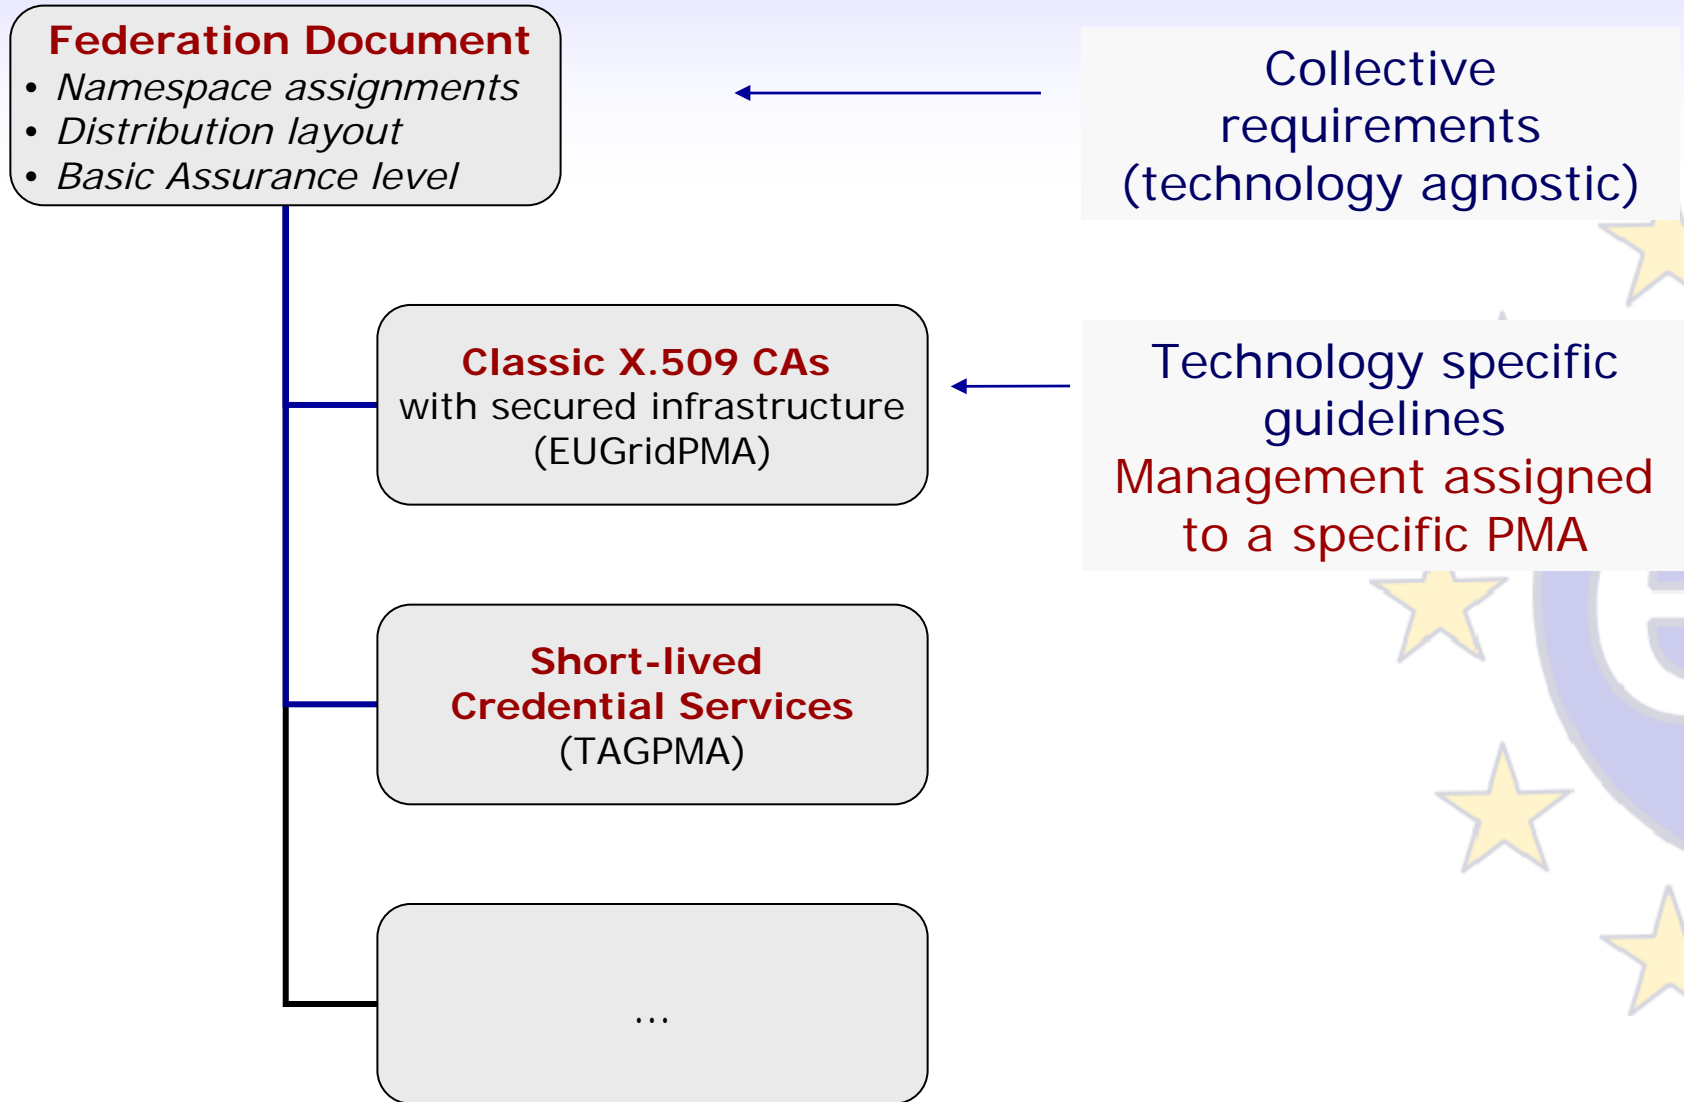 Federation Document
• Namespace assignments
• Distribution layout
• Basic Assurance level
Collective
requirements
(technology agnostic)
Classic X.509 CAs
with secured infrastructure
(EUGridPMA)
Technology specific
guidelines
Management assigned
to a specific PMA
Short-lived
Credential Services
(TAGPMA)
...